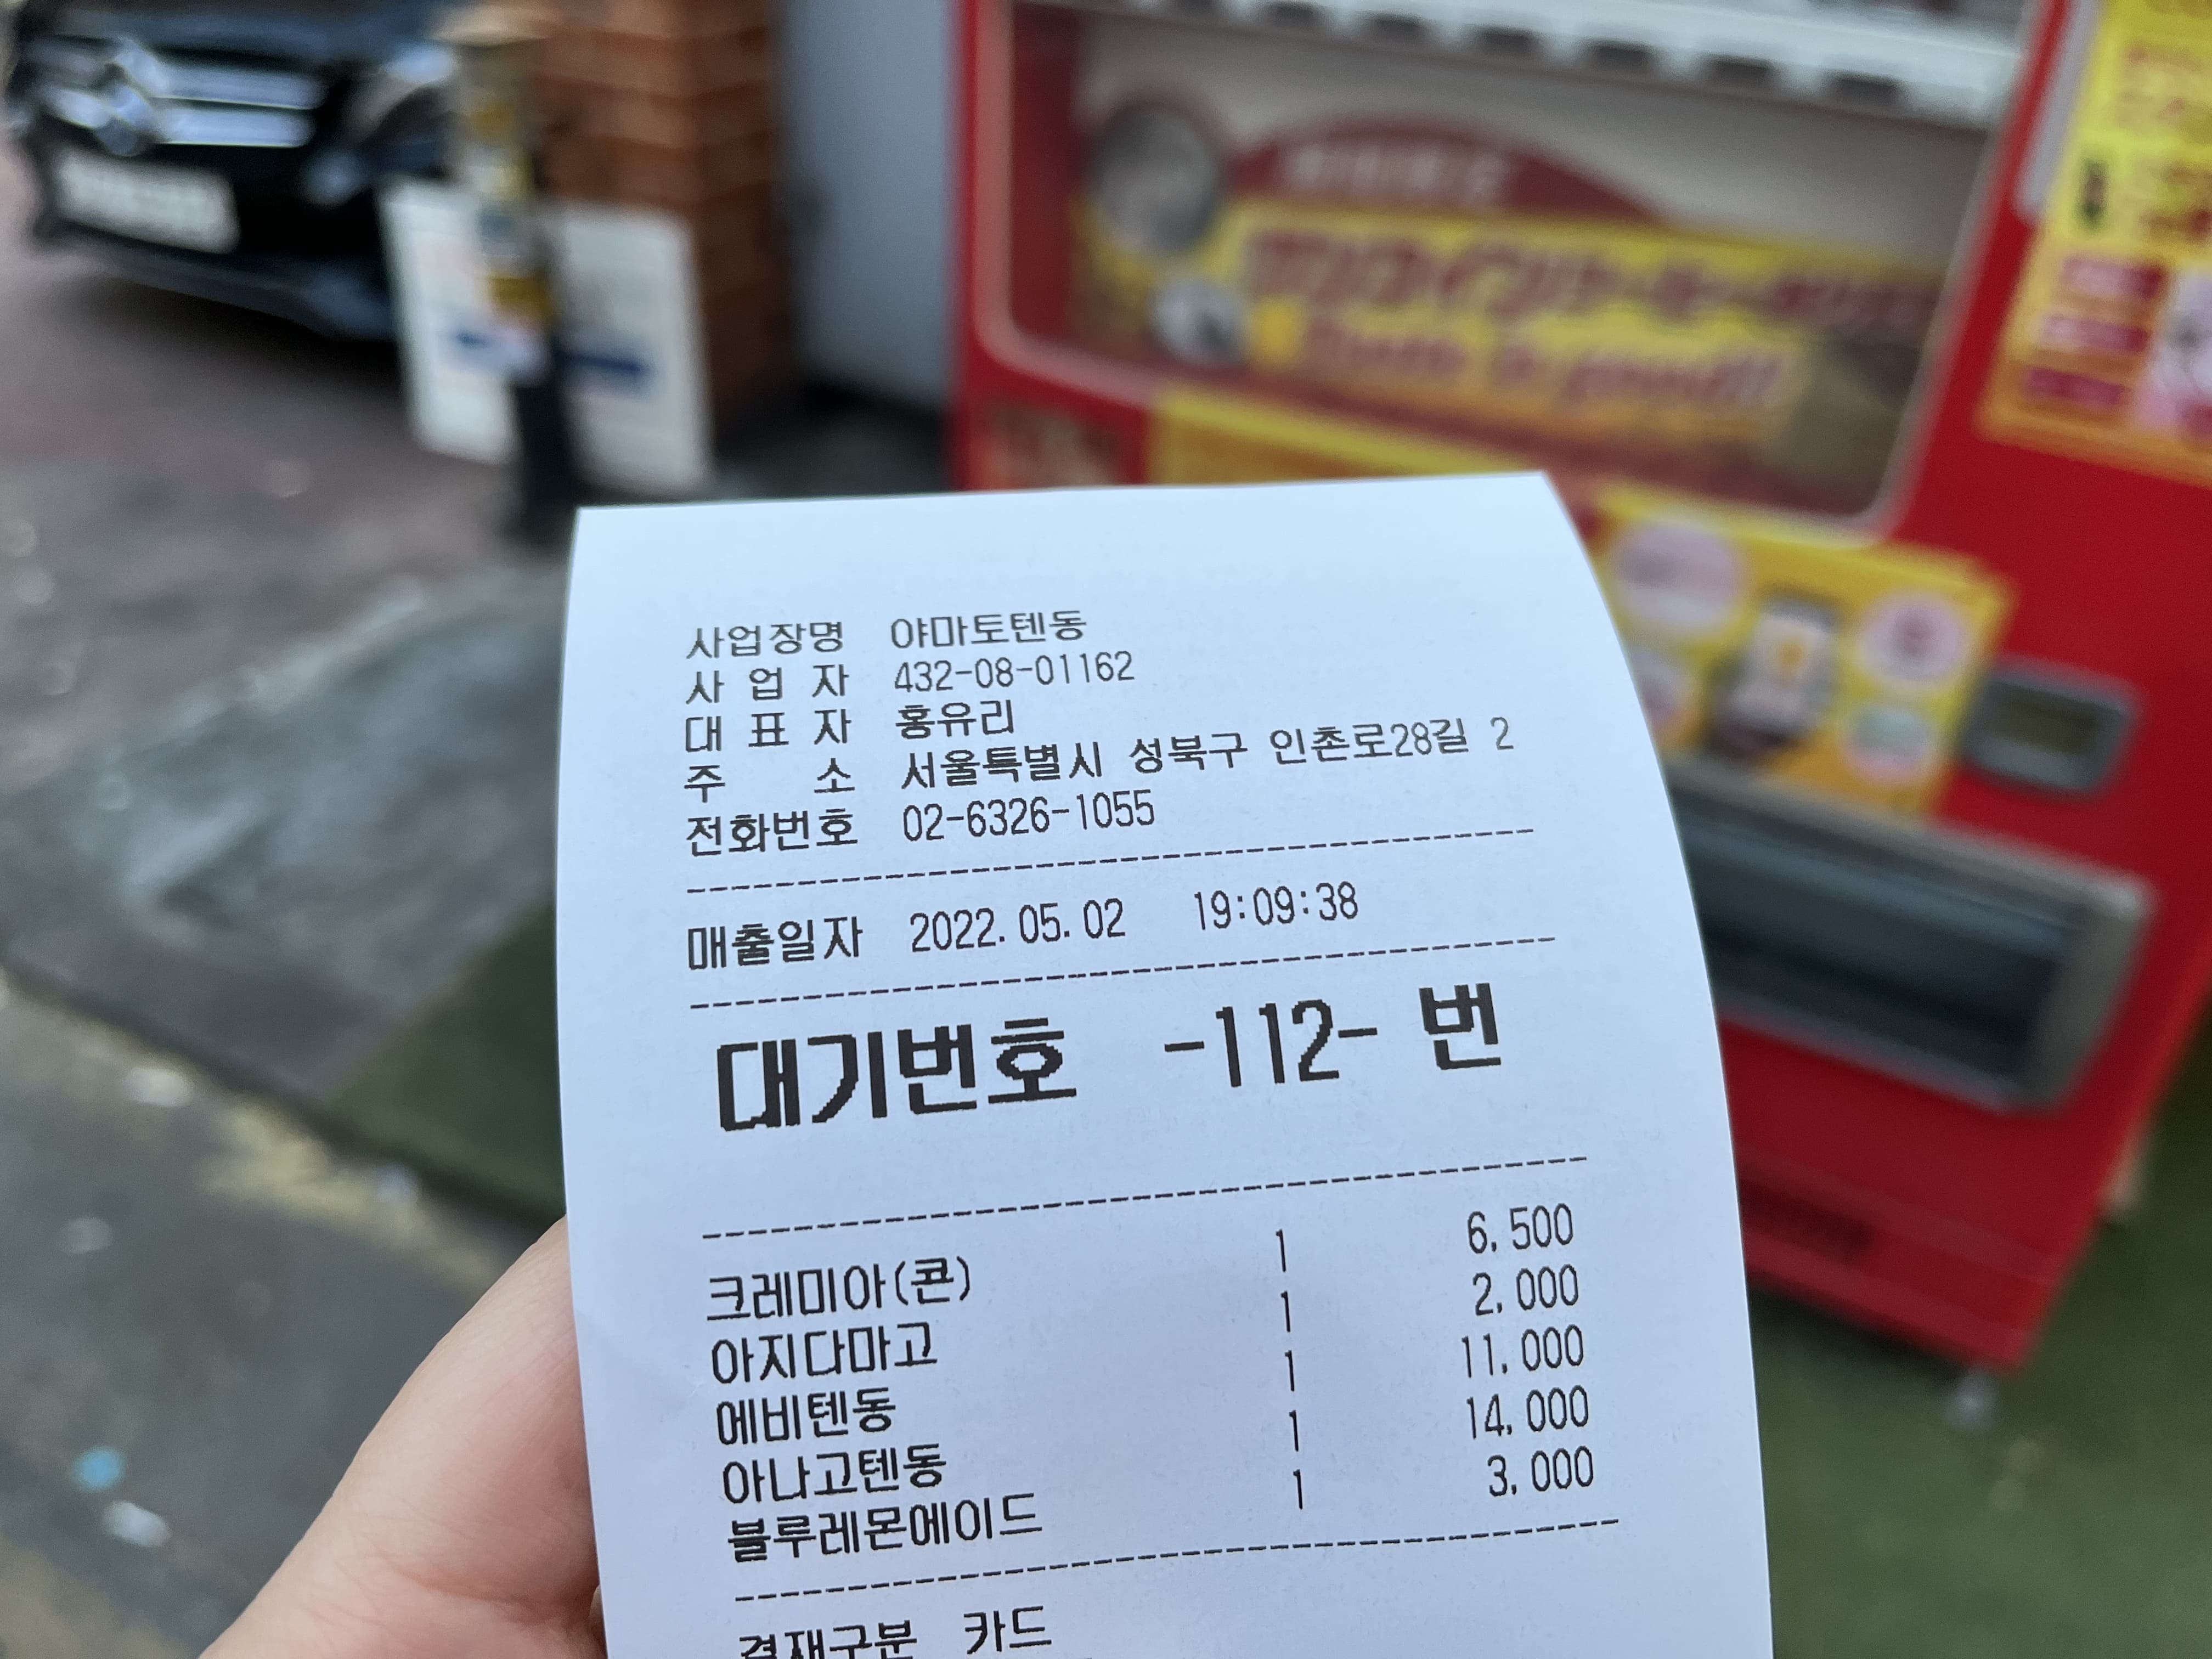 사업장명 야마토텐동
사 업 자 432-08-01162
대 표 자 홍유리
주 소 서울특별시 성북구 인촌로28길 2
전화번호 02-6326-1055
매출일자 2022.05.02 19:09:38
대기번호 -112- 번
크레미아(콘) 1 6,500
아지다마고 1 2,000
에비텐동 1 11,000
아나고텐동 1 14,000
블루레몬에이드 1 3,000
결재구분 카드